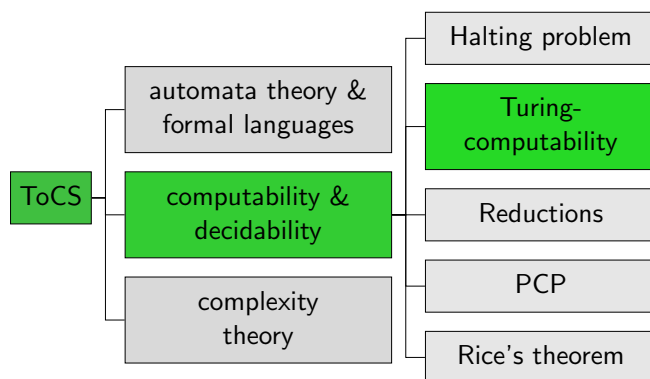 ToCS
automata theory &
formal languages
computability &
decidability
complexity
theory
Halting problem
Turing-
computability
Reductions
PCP
Rice's theorem